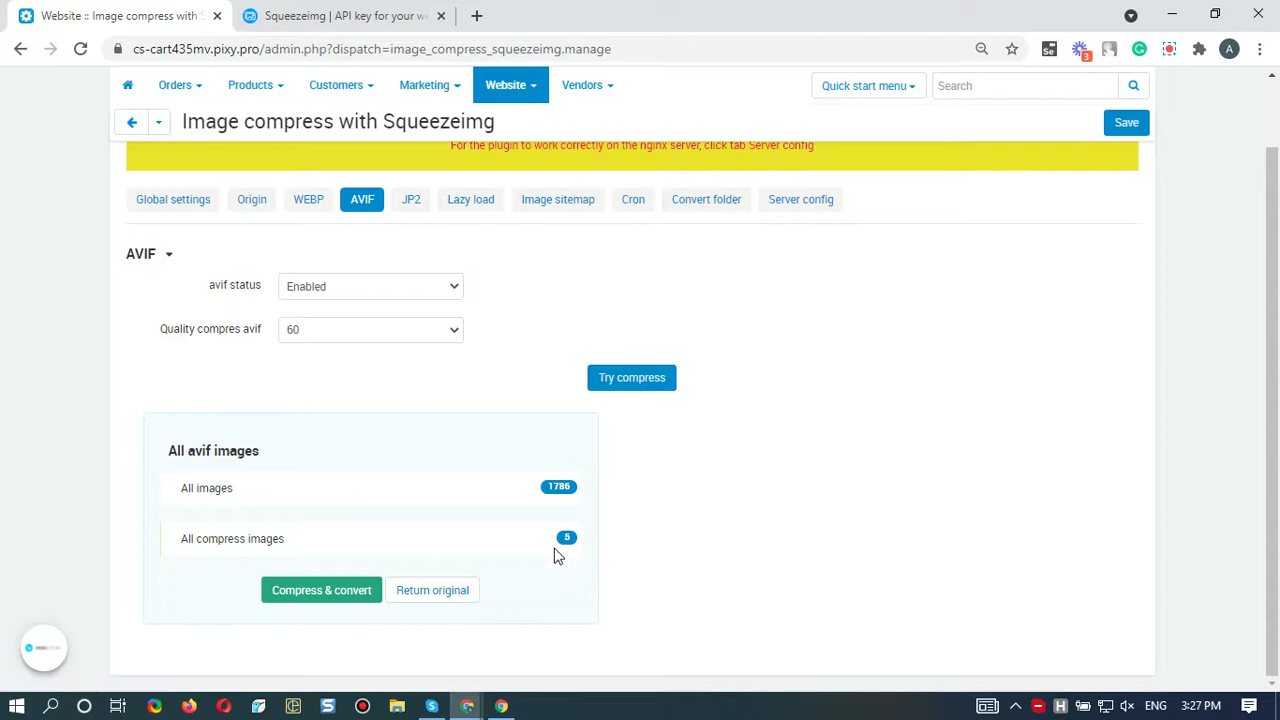 Website :: Image compress with S
Squeezeimg | API key for your we
cs-cart435mv.pixy.pro/admin.php?dispatch=image_compress_squeezeimg.manage
Se
3
A
Orders
Products
Customers
Marketing
Website
Vendors
Quick start menu
Search
Image compress with Squeezeimg
Save
For the plugin to work correctly on the nginx server, click tab Server config
Global settings
Origin
WEBP
AVIF
JP2
Lazy load
Image sitemap
Cron
Convert folder
Server config
AVIF
avif status
Enabled
Quality compres avif
60
Try compress
All avif images
All images
1786
All compress images
5
Compress & convert
Return original
ENG
3:27 PM